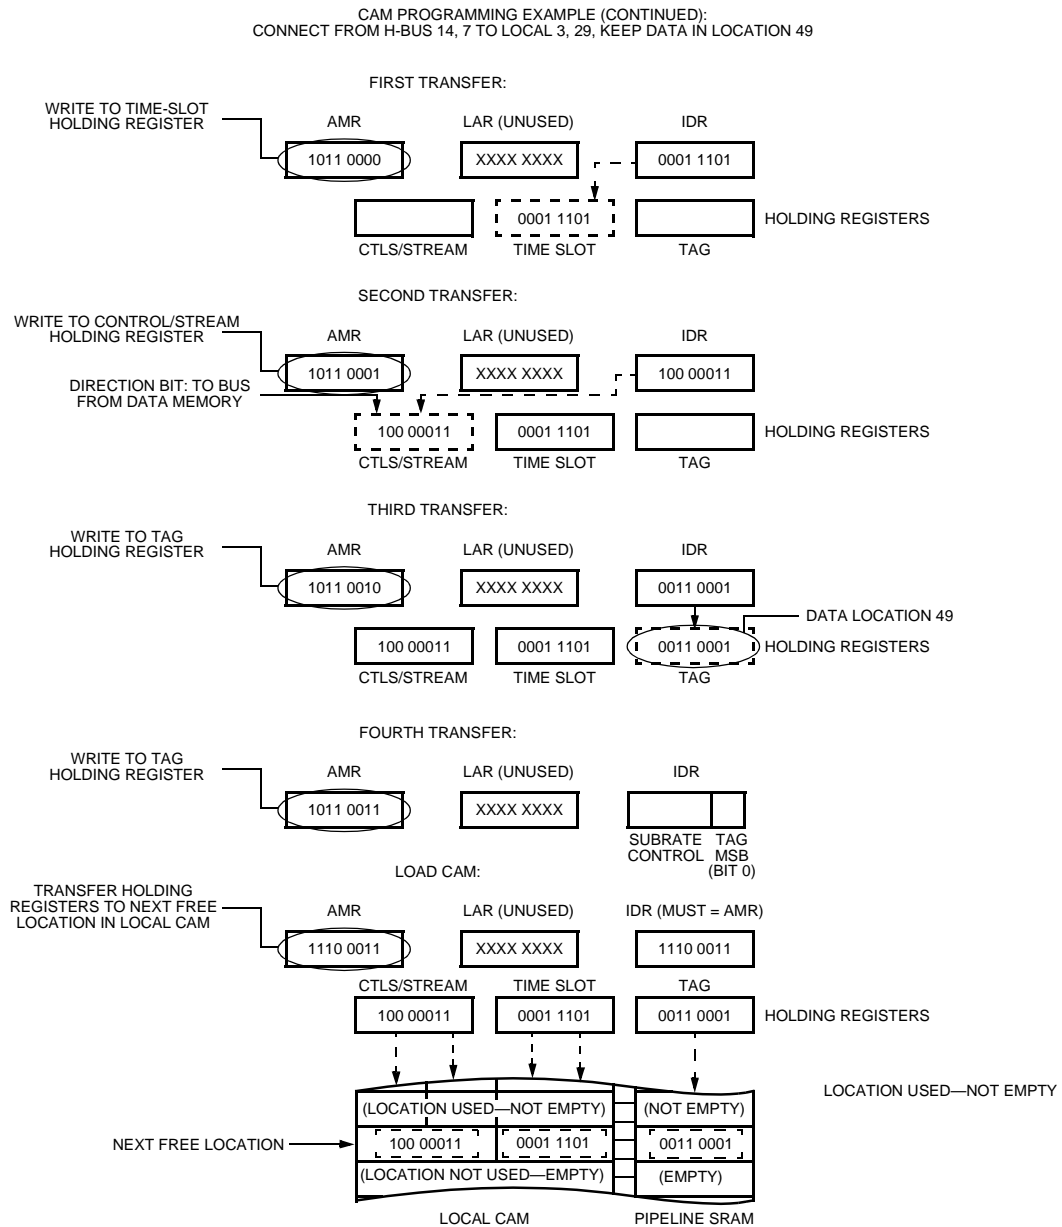 CAM PROGRAMMING EXAMPLE (CONTINUED):
CONNECT FROM H-BUS 14, 7 TO LOCAL 3, 29, KEEP DATA IN LOCATION 49
FIRST TRANSFER:
WRITE TO TIME-SLOT
HOLDING REGISTER
AMR
LAR (UNUSED)
IDR
1011 0000
XXXX XXXX
0001 1101
0001 1101
HOLDING REGISTERS
CTLS/STREAM
TIME SLOT
TAG
SECOND TRANSFER:
WRITE TO CONTROL/STREAM
HOLDING REGISTER
AMR
LAR (UNUSED)
IDR
1011 0001
XXXX XXXX
100 00011
DIRECTION BIT: TO BUS
FROM DATA MEMORY
100 00011
0001 1101
HOLDING REGISTERS
CTLS/STREAM
TIME SLOT
TAG
THIRD TRANSFER:
WRITE TO TAG
HOLDING REGISTER
AMR
LAR (UNUSED)
IDR
1011 0010
XXXX XXXX
0011 0001
DATA LOCATION 49
100 00011
0001 1101
0011 0001
HOLDING REGISTERS
CTLS/STREAM
TIME SLOT
TAG
FOURTH TRANSFER:
WRITE TO TAG
HOLDING REGISTER
AMR
LAR (UNUSED)
IDR
1011 0011
XXXX XXXX
SUBRATE
CONTROL
TAG
MSB
(BIT 0)
LOAD CAM:
TRANSFER HOLDING
REGISTERS TO NEXT FREE
LOCATION IN LOCAL CAM
AMR
LAR (UNUSED)
IDR (MUST = AMR)
1110 0011
XXXX XXXX
1110 0011
CTLS/STREAM
TIME SLOT
TAG
100 00011
0001 1101
0011 0001
HOLDING REGISTERS
LOCATION USED—NOT EMPTY
(LOCATION USED—NOT EMPTY)
(NOT EMPTY)
NEXT FREE LOCATION
100 00011
0001 1101
0011 0001
(LOCATION NOT USED—EMPTY)
(EMPTY)
LOCAL CAM
PIPELINE SRAM